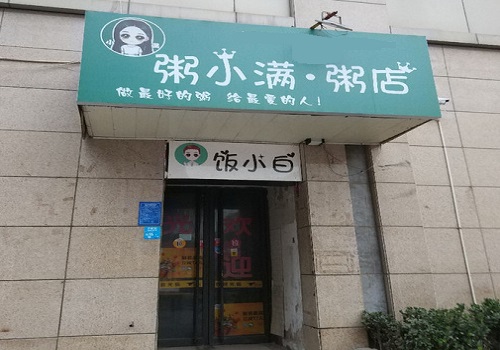 粥小满·粥店
做最好的粥 给最爱的人!
饭小白
欢
迎